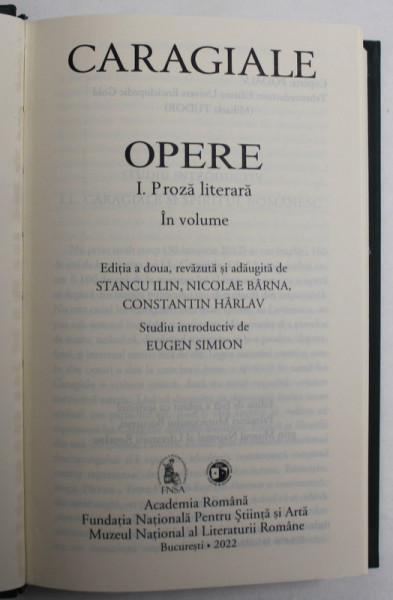 CARAGIALE
OPERE
I. Proză literară
În volume
Ediția a doua, revăzută și adăugită de
STANCU ILIN, NICOLAE BÂRNA,
CONSTANTIN HÂRLAV
Studiu introductiv de
EUGEN SIMION
FNSA
Academia Română
Fundația Națională Pentru Știință și Artă
Muzeul Național al Literaturii Române
București • 2022